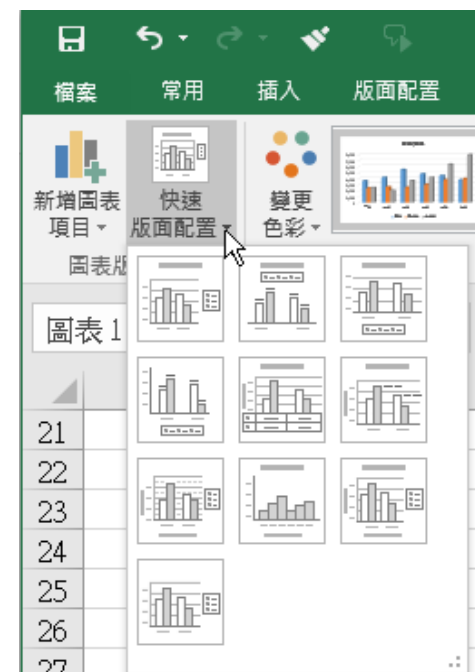 檔案 常用 插入 版面配置
新增圖表 快速 變更
項目 版面配置 色彩
圖表版
圖表 1
21
22
23
24
25
26
27